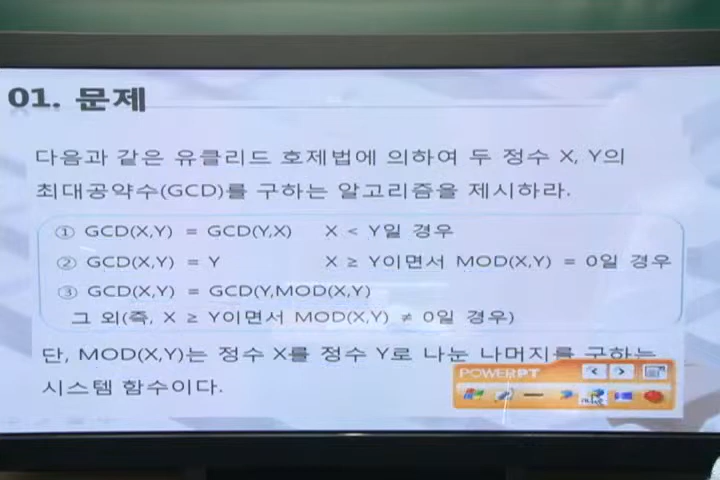 01. 문제
다음과 같은 유클리드 호제법에 의하여 두 정수 X, Y의
최대공약수(GCD)를 구하는 알고리즘을 제시하라.
① GCD(X,Y) = GCD(Y,X) X < Y일 경우
② GCD(X,Y) = Y X ≥ Y이면서 MOD(X,Y) = 0일 경우
③ GCD(X,Y) = GCD(Y,MOD(X,Y)
그 외(즉, X ≥ Y이면서 MOD(X,Y) ≠ 0일 경우)
단, MOD(X,Y)는 정수 X를 정수 Y로 나눈 나머지를 구하는
시스템 함수이다.
POWERPT